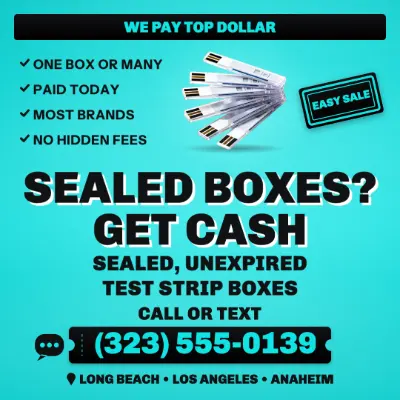 WE PAY TOP DOLLAR
ONE BOX OR MANY
PAID TODAY
MOST BRANDS
NO HIDDEN FEES
EASY SALE
SEALED BOXES?
GET CASH
SEALED, UNEXPIRED
TEST STRIP BOXES
CALL OR TEXT
(323) 555-0139
LONG BEACH • LOS ANGELES • ANAHEIM